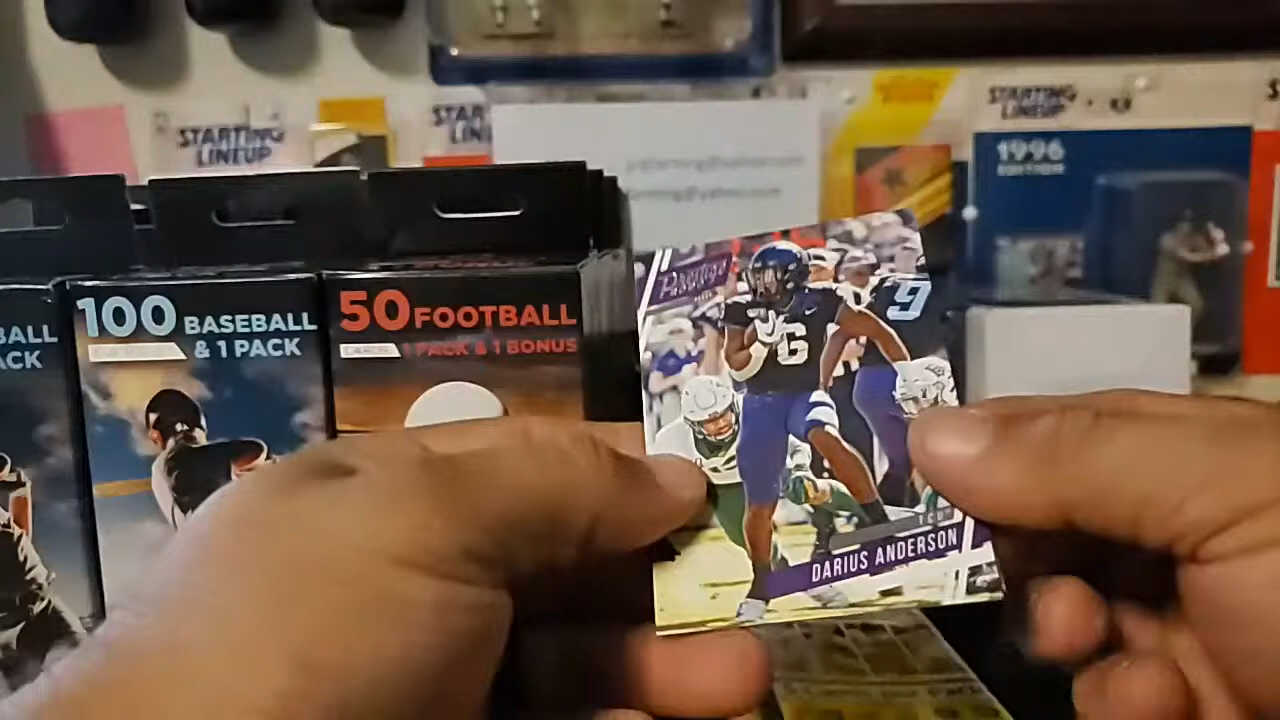 STARTING
LINEUP
STAR
LIN
STARTING
LINEUP
1996
EDITION
BALL
ACK
100 BASEBALL
& 1 PACK
50 FOOTBALL
1 PACK & 1 BONUS
Prestige
6
9
TCU
DARIUS ANDERSON